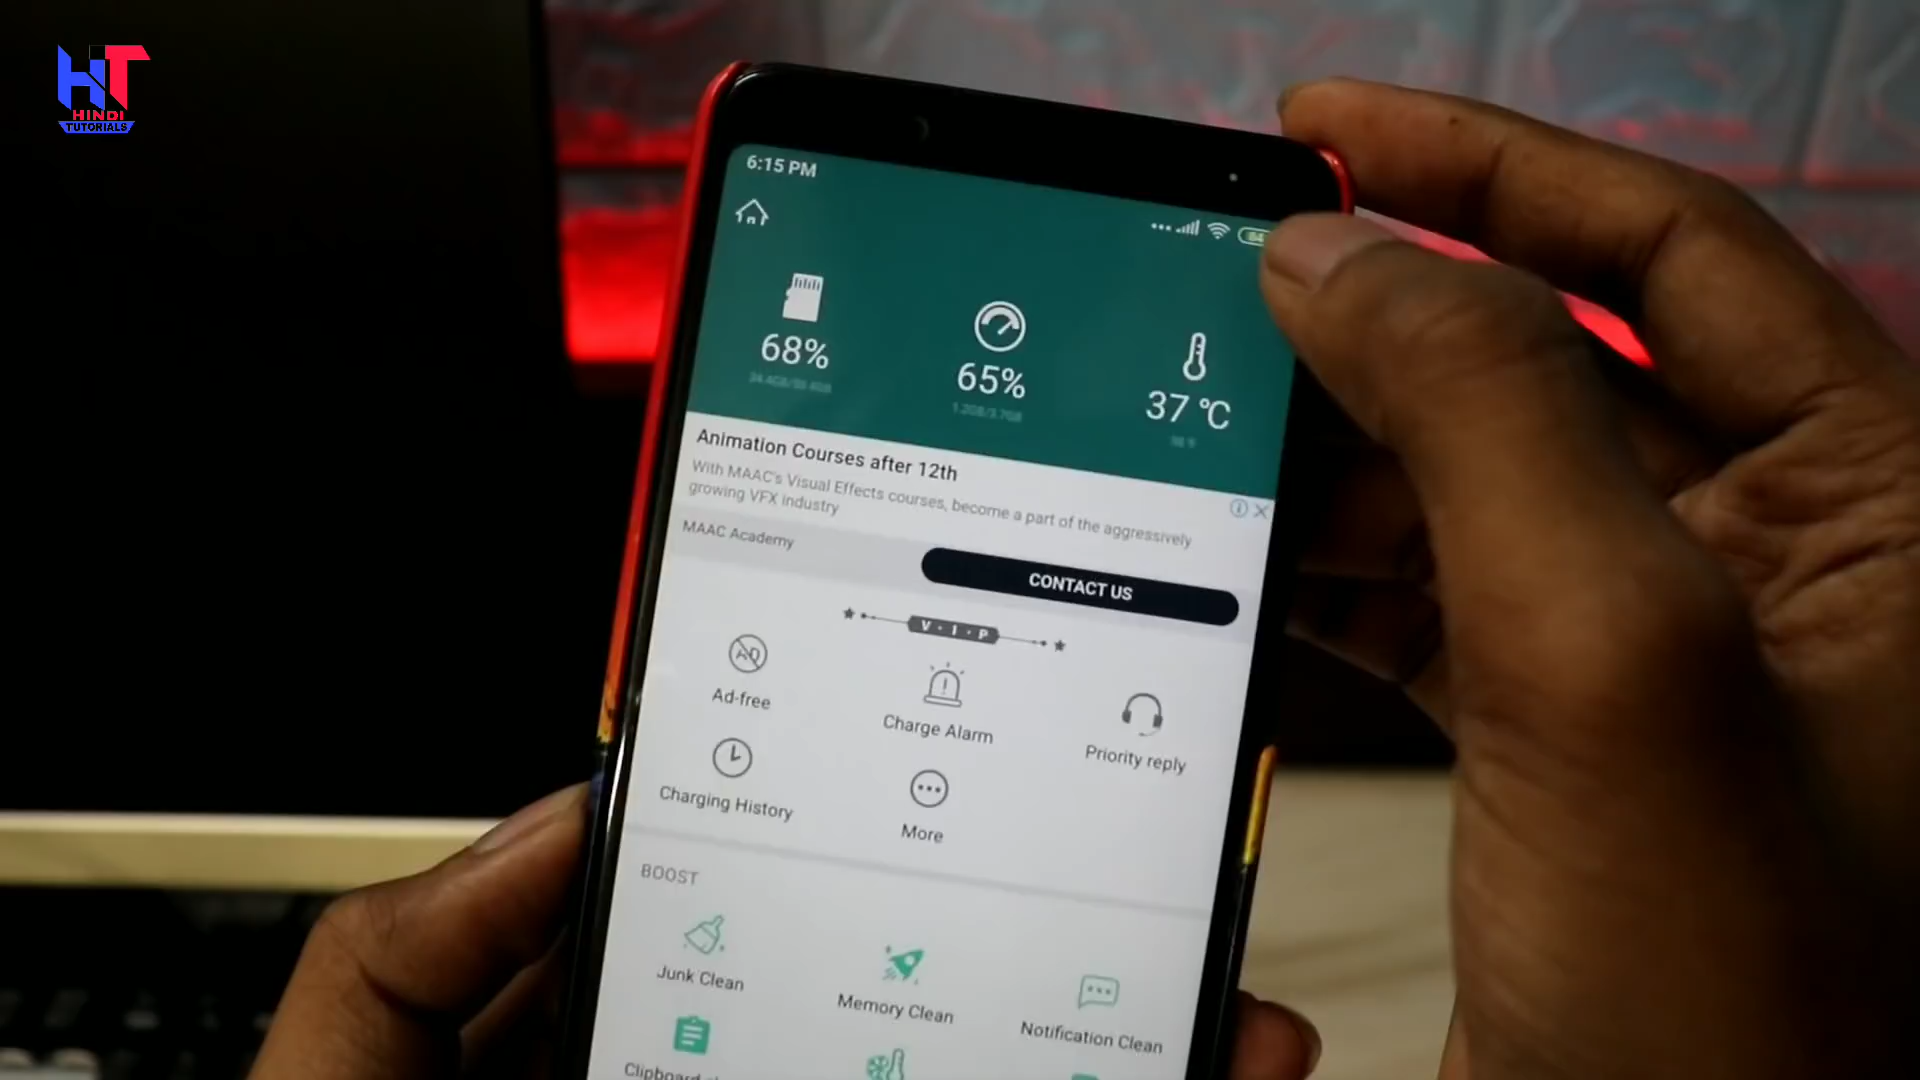 HT
HINDI
TUTORIALS
6:15 PM
68%
65%
37 °C
Animation Courses after 12th
With MAAC's Visual Effects courses, become a part of the aggressively
growing VFX industry
MAAC Academy
CONTACT US
V · I · P
AD
Ad-free
Charge Alarm
Priority reply
Charging History
More
BOOST
Junk Clean
Memory Clean
Notification Clean
Clipboard